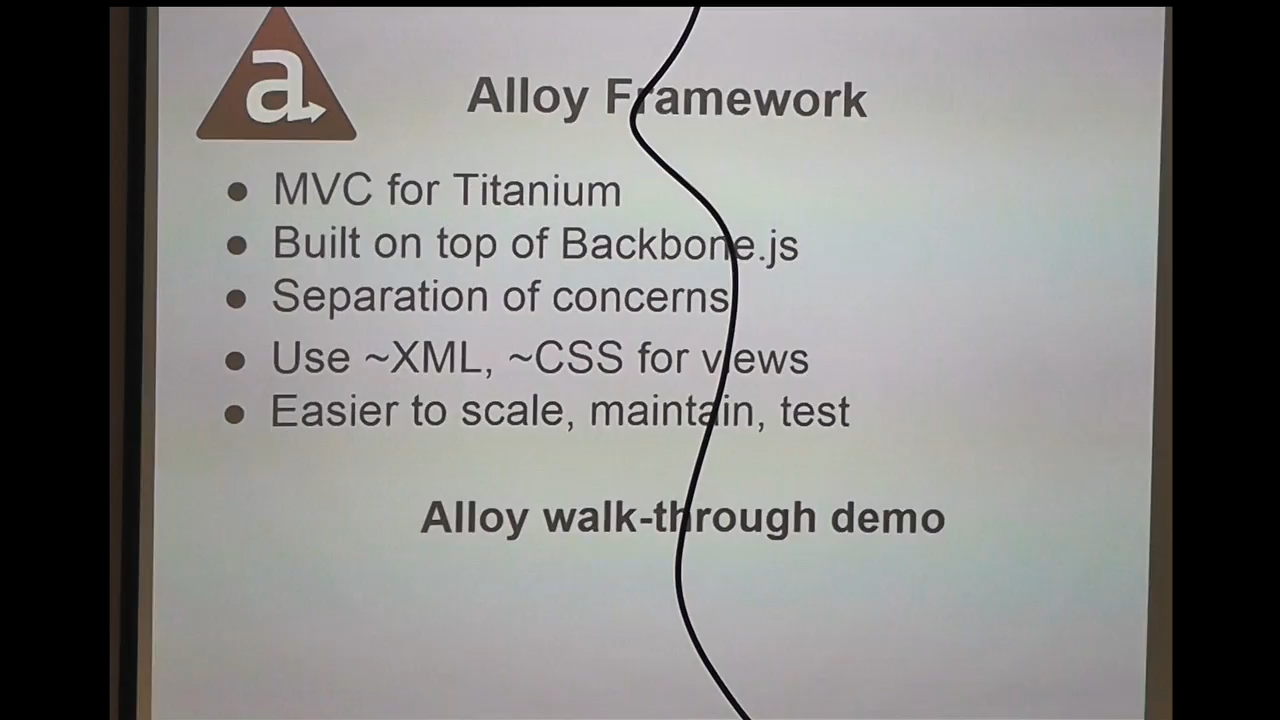 a
Alloy Framework
● MVC for Titanium
● Built on top of Backbone.js
● Separation of concerns
● Use ~XML, ~CSS for views
● Easier to scale, maintain, test
Alloy walk-through demo